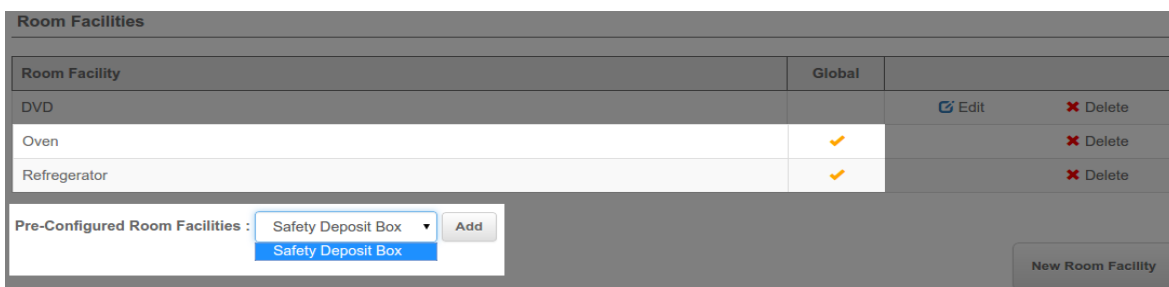 Room Facilities
Room Facility Global
DVD Edit Delete
Oven Delete
Refregerator Delete
Pre-Configured Room Facilities : Safety Deposit Box Add
Safety Deposit Box
New Room Facility